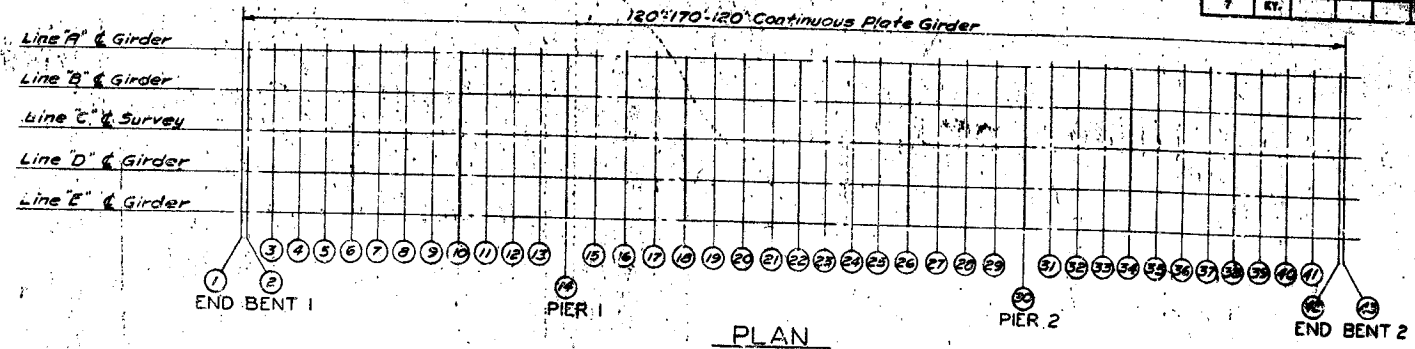 7 KY.
120'-170'-120' Continuous Plate Girder
Line "A" ℄ Girder
Line "B" ℄ Girder
Line "C" ℄ Survey
Line "D" ℄ Girder
Line "E" ℄ Girder
3 4 5 6 7 8 9 10 11 12 13 15 16 17 18 19 20 21 22 23 24 25 26 27 28 29 31 32 33 34 35 36 37 38 39 40 41
1 2 14 30 42 43
END BENT 1 PIER 1 PIER 2 END BENT 2
PLAN